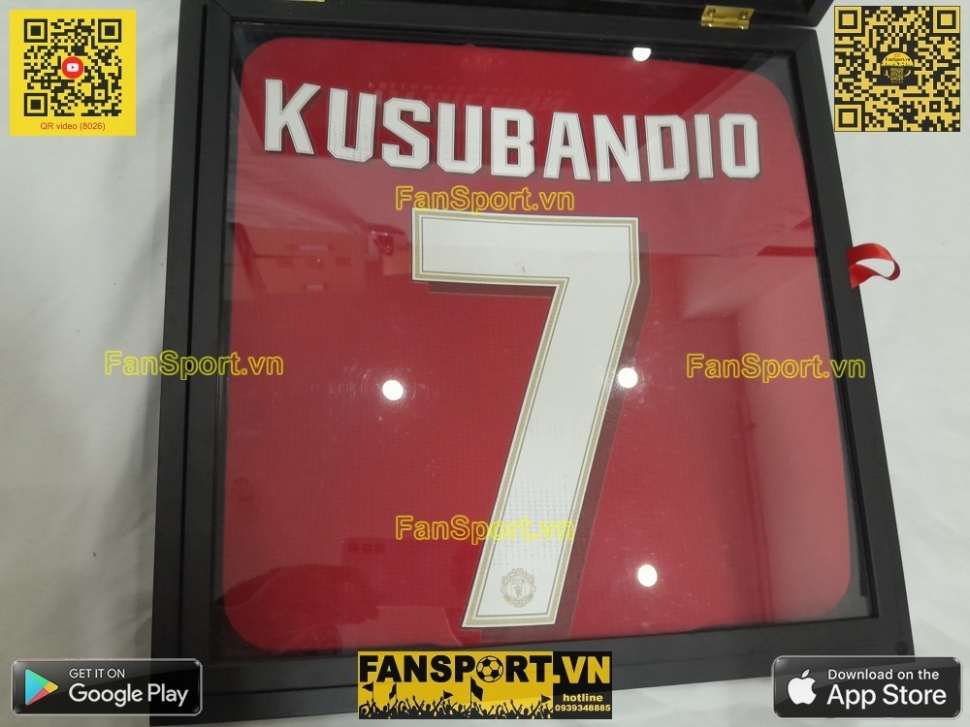 QR video (8026)
KUSUBANDIO
FanSport.vn
7
FanSport.vn
FanSport.vn
FanSport.vn
GET IT ON
Google Play
FANSPORT.VN
hotline
0939348885
Download on the
App Store